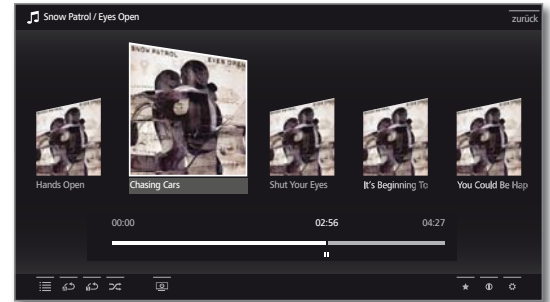 Snow Patrol / Eyes Open
zurück
SNOW PATROL EYES OPEN
Hands Open
Chasing Cars
Shut Your Eyes
It's Beginning To
You Could Be Hap
00:00
02:56
04:27